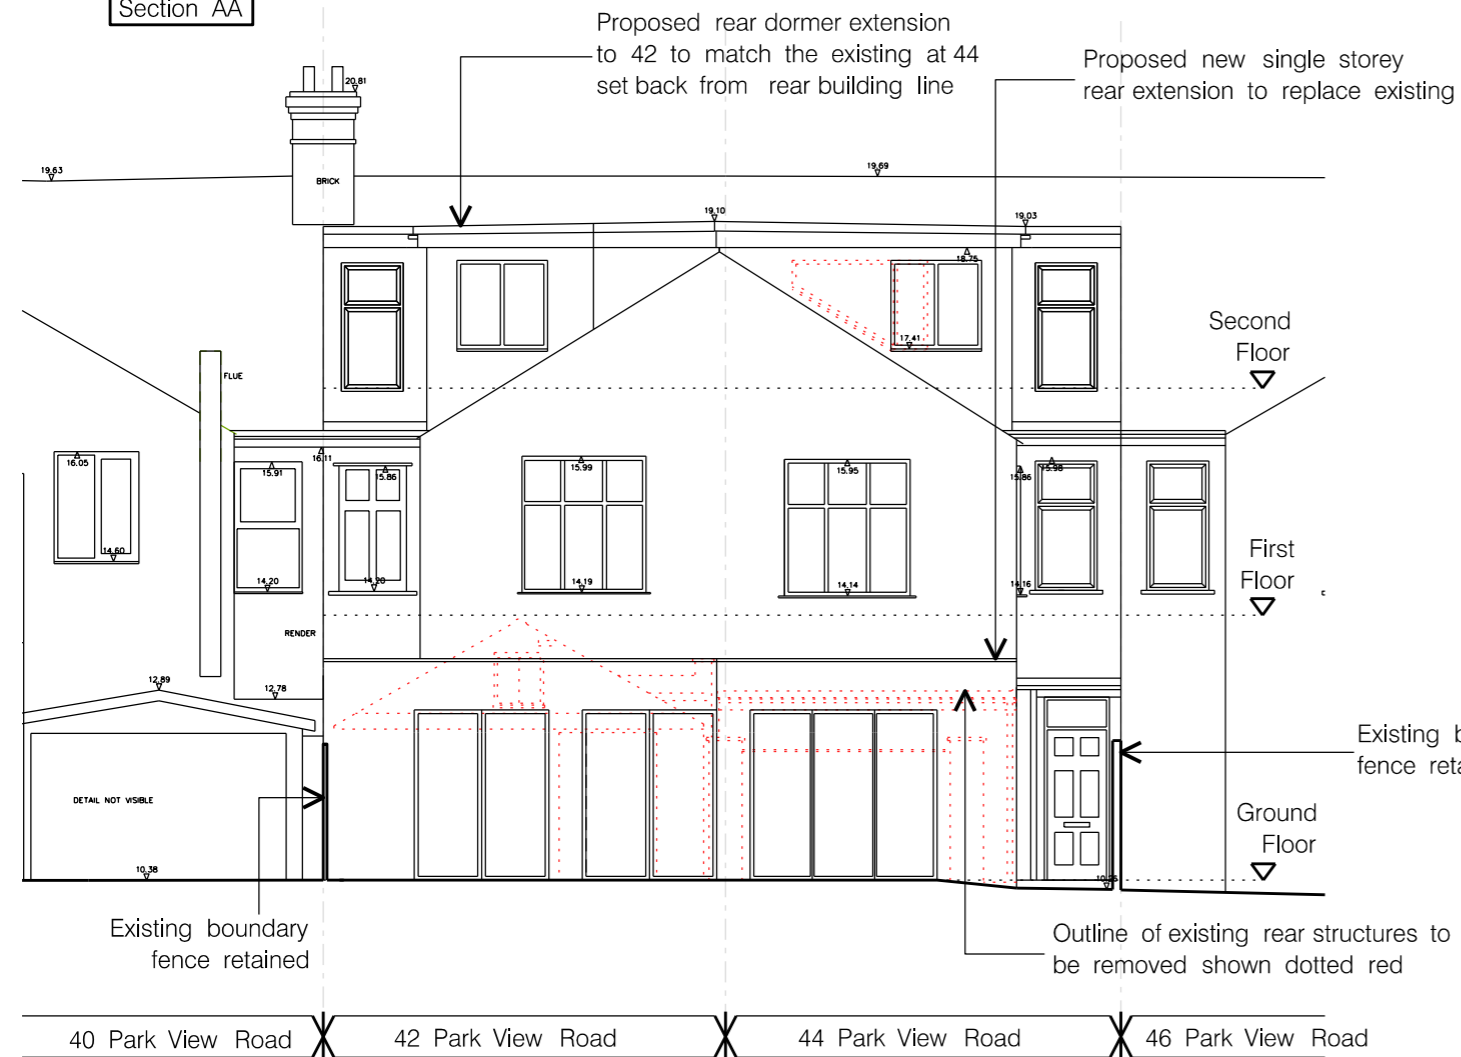 Section AA
Proposed rear dormer extension
to 42 to match the existing at 44
set back from rear building line
Proposed new single storey
rear extension to replace existing
20.81
19.63
BRICK
19.69
19.10
19.03
18.75
17.41
Second
Floor
FLUE
16.05
15.91
16.11
15.86
15.99
15.95
15.86
15.98
14.60
14.20
14.20
14.19
14.14
14.16
First
Floor
RENDER
12.89
12.78
Existing b
fence reta
DETAIL NOT VISIBLE
Ground
Floor
10.38
Existing boundary
fence retained
Outline of existing rear structures to
be removed shown dotted red
40 Park View Road
42 Park View Road
44 Park View Road
46 Park View Road